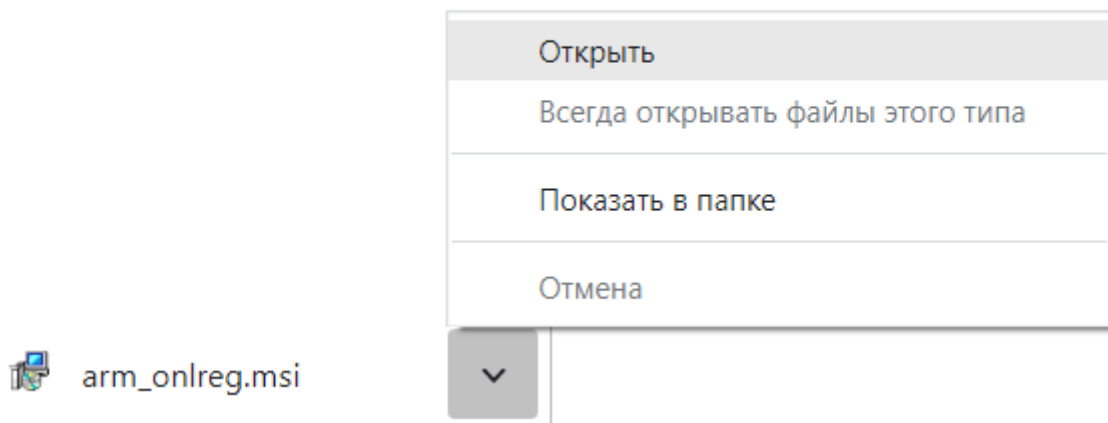 Открыть
Всегда открывать файлы этого типа
Показать в папке
Отмена
arm_onlreg.msi